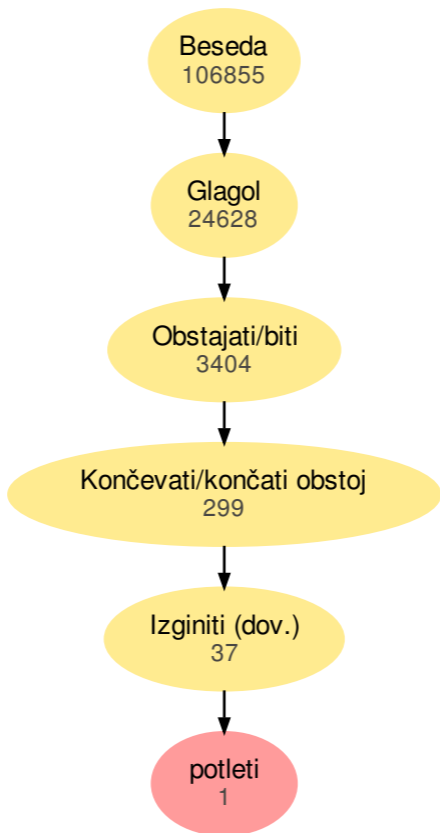 Beseda
106855
Glagol
24628
Obstajati/biti
3404
Končevati/končati obstoj
299
Izginiti (dov.)
37
potleti
1